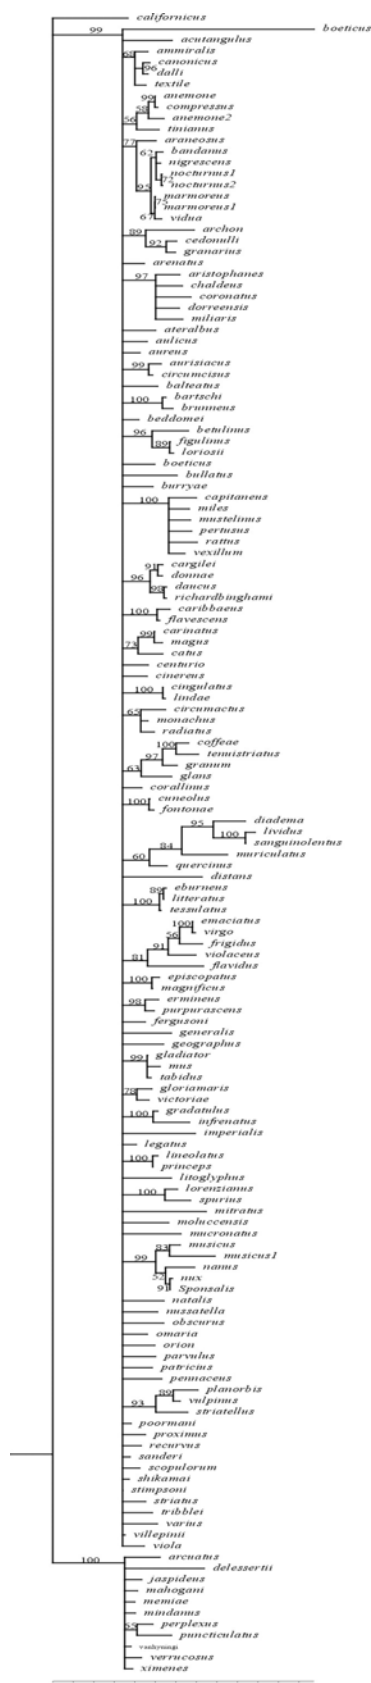 californicus
99
boeticus
acutangulus
ammiralis
65
canonicus
96
dalli
textile
anemone
99
compressus
58
anemone2
56
tinianus
77
araneosus
62
bandanus
nigrescens
nocturnus1
72
nocturnus2
95
marmoreus
75
marmoreus1
67
vidua
archon
89
cedonulli
92
granarius
arenatus
aristophanes
97
chaldeus
coronatus
dorreensis
miliaris
ateralbus
aulicus
aureus
aurisiacus
99
circumcisus
balteatus
bartschi
100
brunneus
beddomei
betulinus
96
figulinus
89
loriosii
boeticus
bullatus
burryae
capitaneus
100
miles
mustelinus
pertusus
rattus
vexillum
cargilei
91
donnae
96
daucus
98
richardbinghami
caribbaeus
100
flavescens
carinatus
99
magus
73
catus
centurio
cinereus
cingulatus
100
lindae
circumactus
65
monachus
radiatus
coffeae
100
tenuistriatus
97
granum
63
glans
corallinus
cuneolus
100
fontonae
diadema
95
lividus
100
sanguinolentus
84
muriculatus
60
quercinus
distans
eburneus
89
litteratus
100
tessulatus
emaciatus
100
virgo
56
frigidus
91
violaceus
81
flavidus
episcopatus
100
magnificus
ermineus
98
purpurascens
fergusoni
generalis
geographus
gladiator
99
mus
tabidus
gloriamaris
78
victoriae
gradatulus
100
infrenatus
imperialis
legatus
lineolatus
100
princeps
litoglyphus
lorenzianus
100
spurius
mitratus
moluccensis
mucronatus
musicus
83
musicus1
99
nanus
52
nux
91
Sponsalis
natalis
nussatella
obscurus
omaria
orion
parvulus
patricius
pennaceus
planorbis
89
vulpinus
93
striatellus
poormani
proximus
recurvus
sanderi
scopulorum
shikamai
stimpsoni
striatus
tribblei
varius
villepinii
viola
arcuatus
100
delessertii
jaspideus
mahogani
memiae
mindanus
perplexus
55
puncticulatus
vanhyningi
verrucosus
ximenes